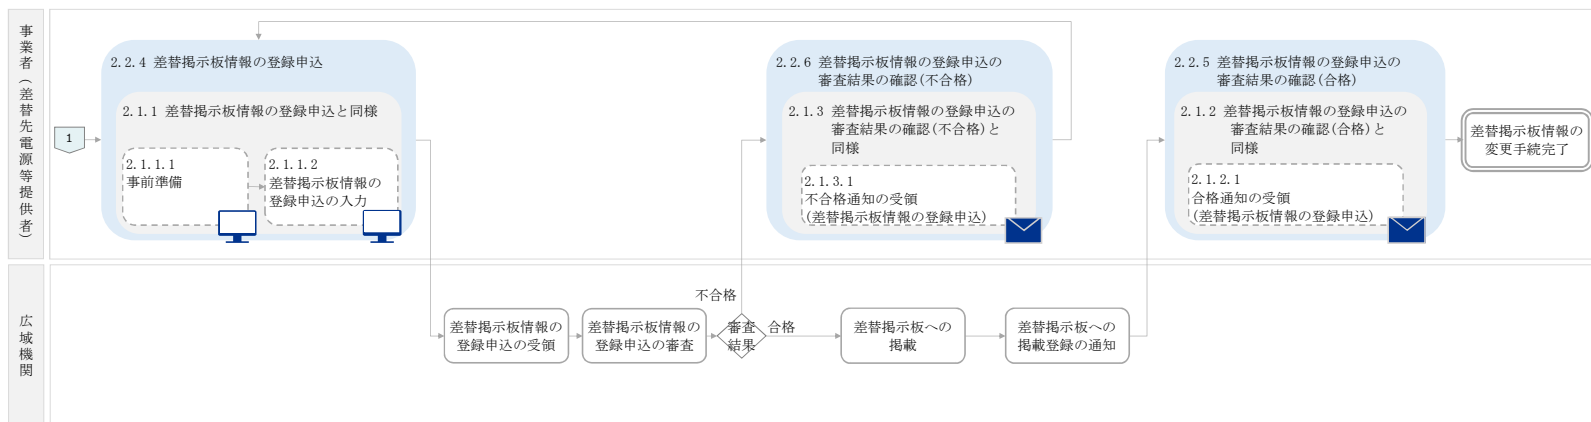 事業者（差替先電源等提供者）
1
2.2.4 差替掲示板情報の登録申込
2.1.1 差替掲示板情報の登録申込と同様
2.1.1.1
事前準備
2.1.1.2
差替掲示板情報の
登録申込の入力
2.2.6 差替掲示板情報の登録申込の
審査結果の確認(不合格)
2.1.3 差替掲示板情報の登録申込の
審査結果の確認(不合格)と
同様
2.1.3.1
不合格通知の受領
(差替掲示板情報の登録申込)
2.2.5 差替掲示板情報の登録申込の
審査結果の確認(合格)
2.1.2 差替掲示板情報の登録申込の
審査結果の確認(合格)と
同様
2.1.2.1
合格通知の受領
(差替掲示板情報の登録申込)
差替掲示板情報の
変更手続完了
広域機関
差替掲示板情報の
登録申込の受領
差替掲示板情報の
登録申込の審査
不合格
審査
結果
合格
差替掲示板への
掲載
差替掲示板への
掲載登録の通知